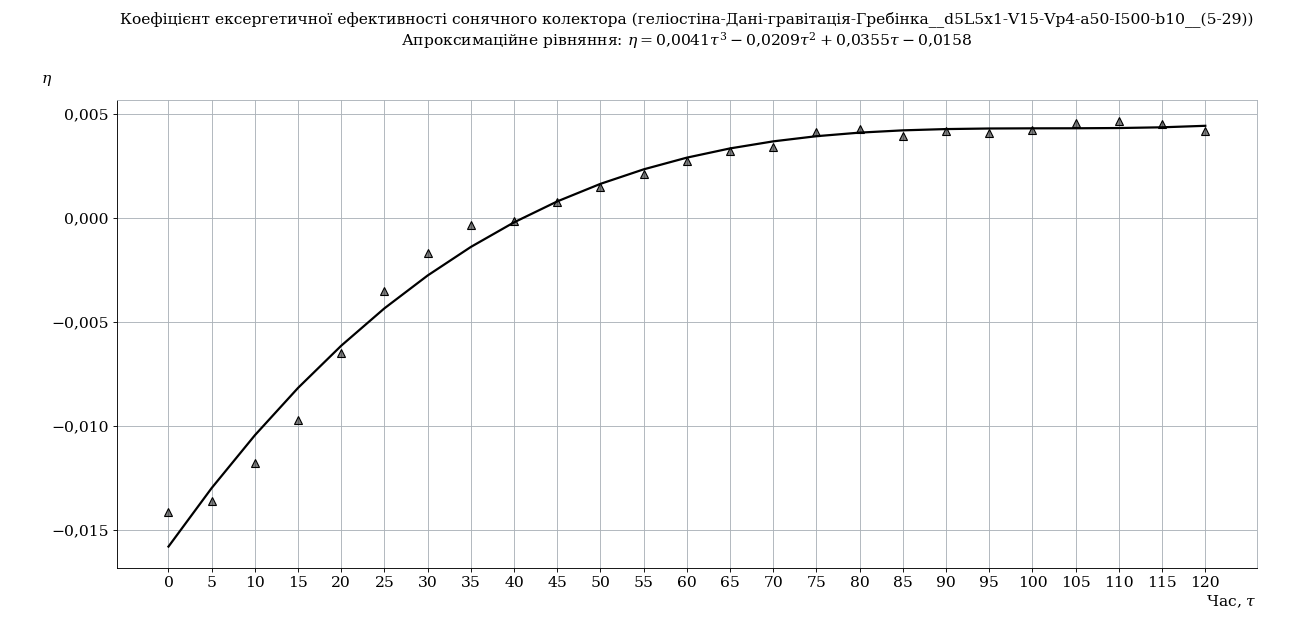 Коефіцієнт ексергетичної ефективності сонячного колектора (геліостіна-Дані-гравітація-Гребінка__d5L5x1-V15-Vp4-a50-I500-b10__(5-29))
Апроксимаційне рівняння: η = 0,0041τ³ − 0,0209τ² + 0,0355τ − 0,0158
η
0,005
0,000
−0,005
−0,010
−0,015
0 5 10 15 20 25 30 35 40 45 50 55 60 65 70 75 80 85 90 95 100 105 110 115 120
Час, τ